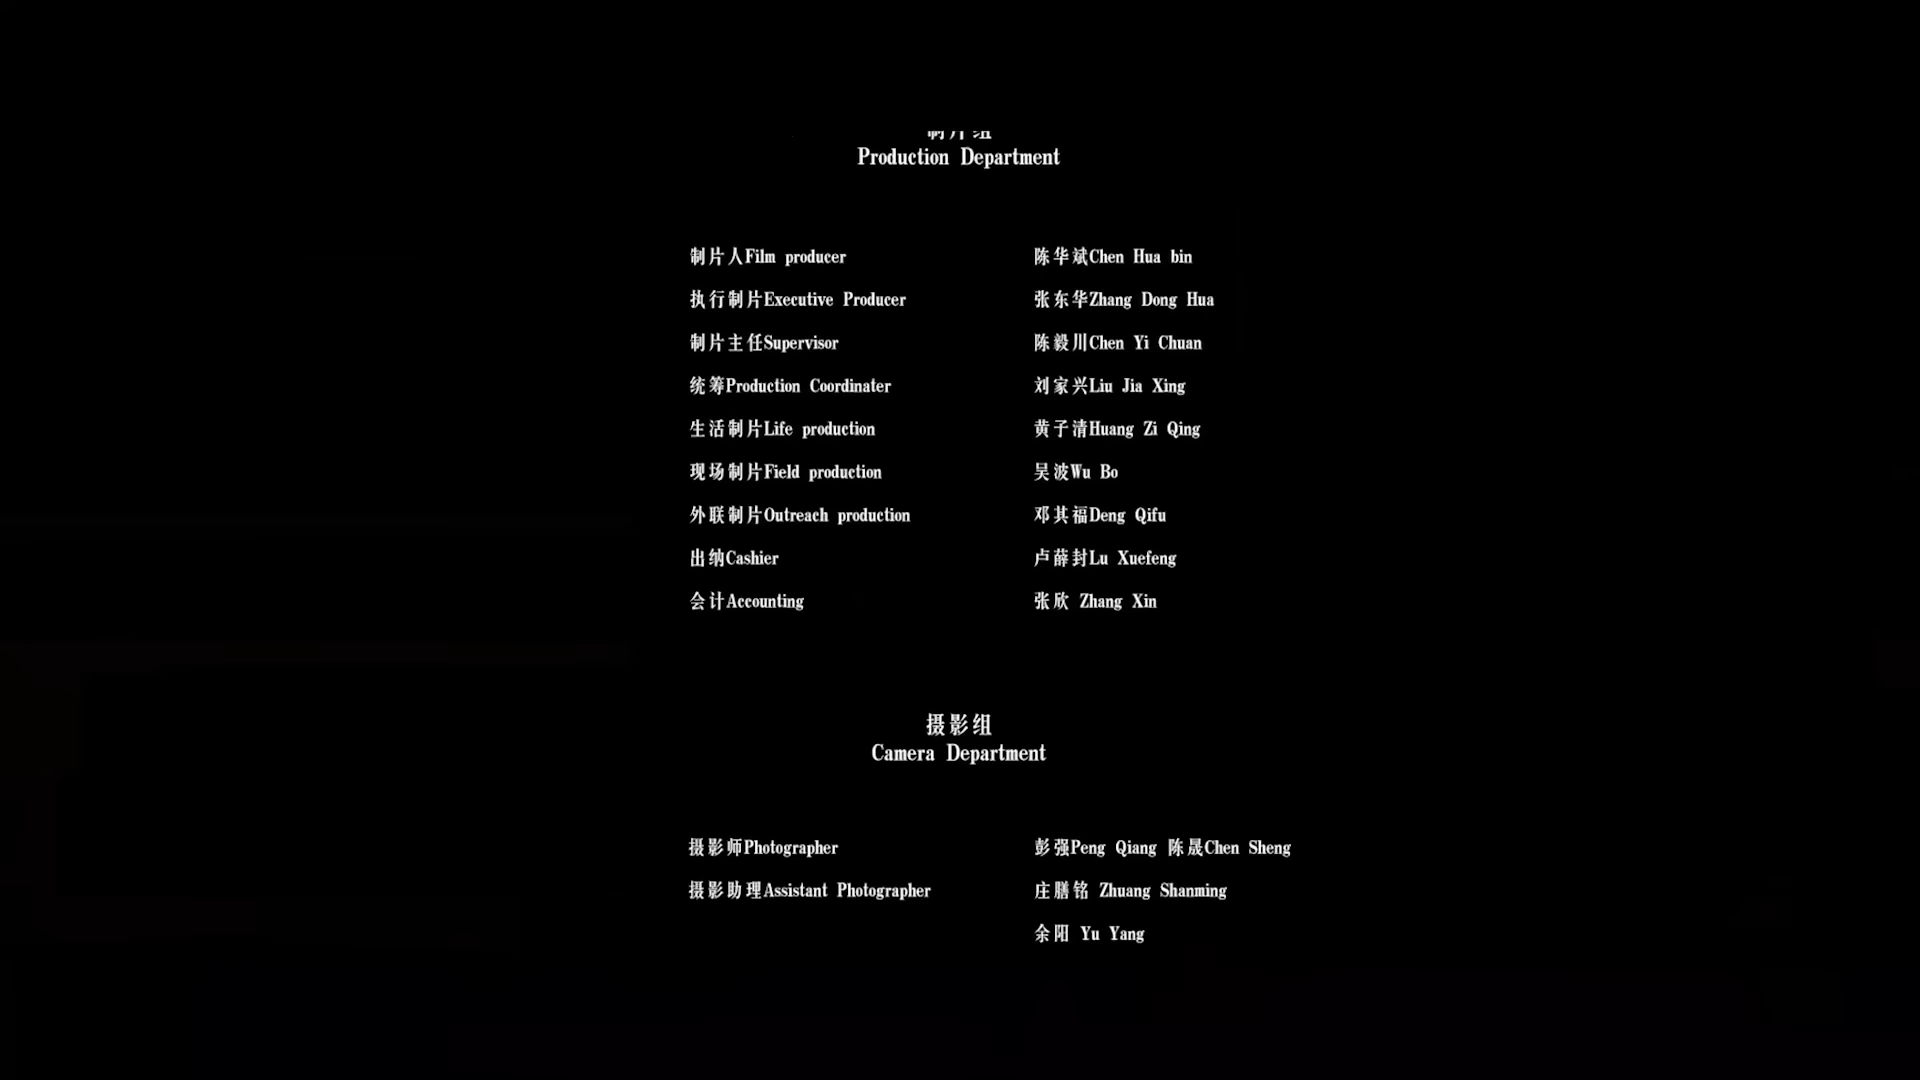 制片组
Production Department
制片人Film producer 陈华斌Chen Hua bin
执行制片Executive Producer 张东华Zhang Dong Hua
制片主任Supervisor 陈毅川Chen Yi Chuan
统筹Production Coordinater 刘家兴Liu Jia Xing
生活制片Life production 黄子清Huang Zi Qing
现场制片Field production 吴波Wu Bo
外联制片Outreach production 邓其福Deng Qifu
出纳Cashier 卢薛封Lu Xuefeng
会计Accounting 张欣 Zhang Xin
摄影组
Camera Department
摄影师Photographer 彭强Peng Qiang 陈晟Chen Sheng
摄影助理Assistant Photographer 庄膳铭 Zhuang Shanming
余阳 Yu Yang